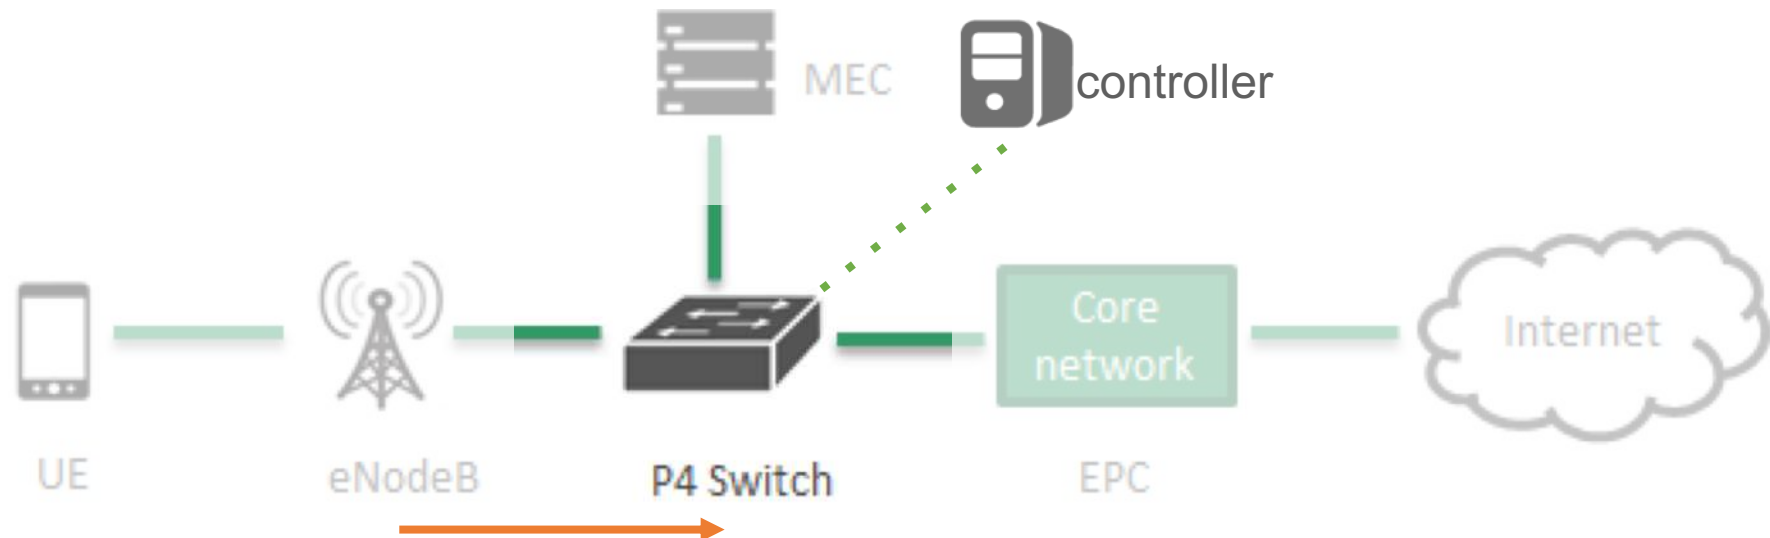 MEC
controller
Core
network
Internet
UE
eNodeB
P4 Switch
EPC